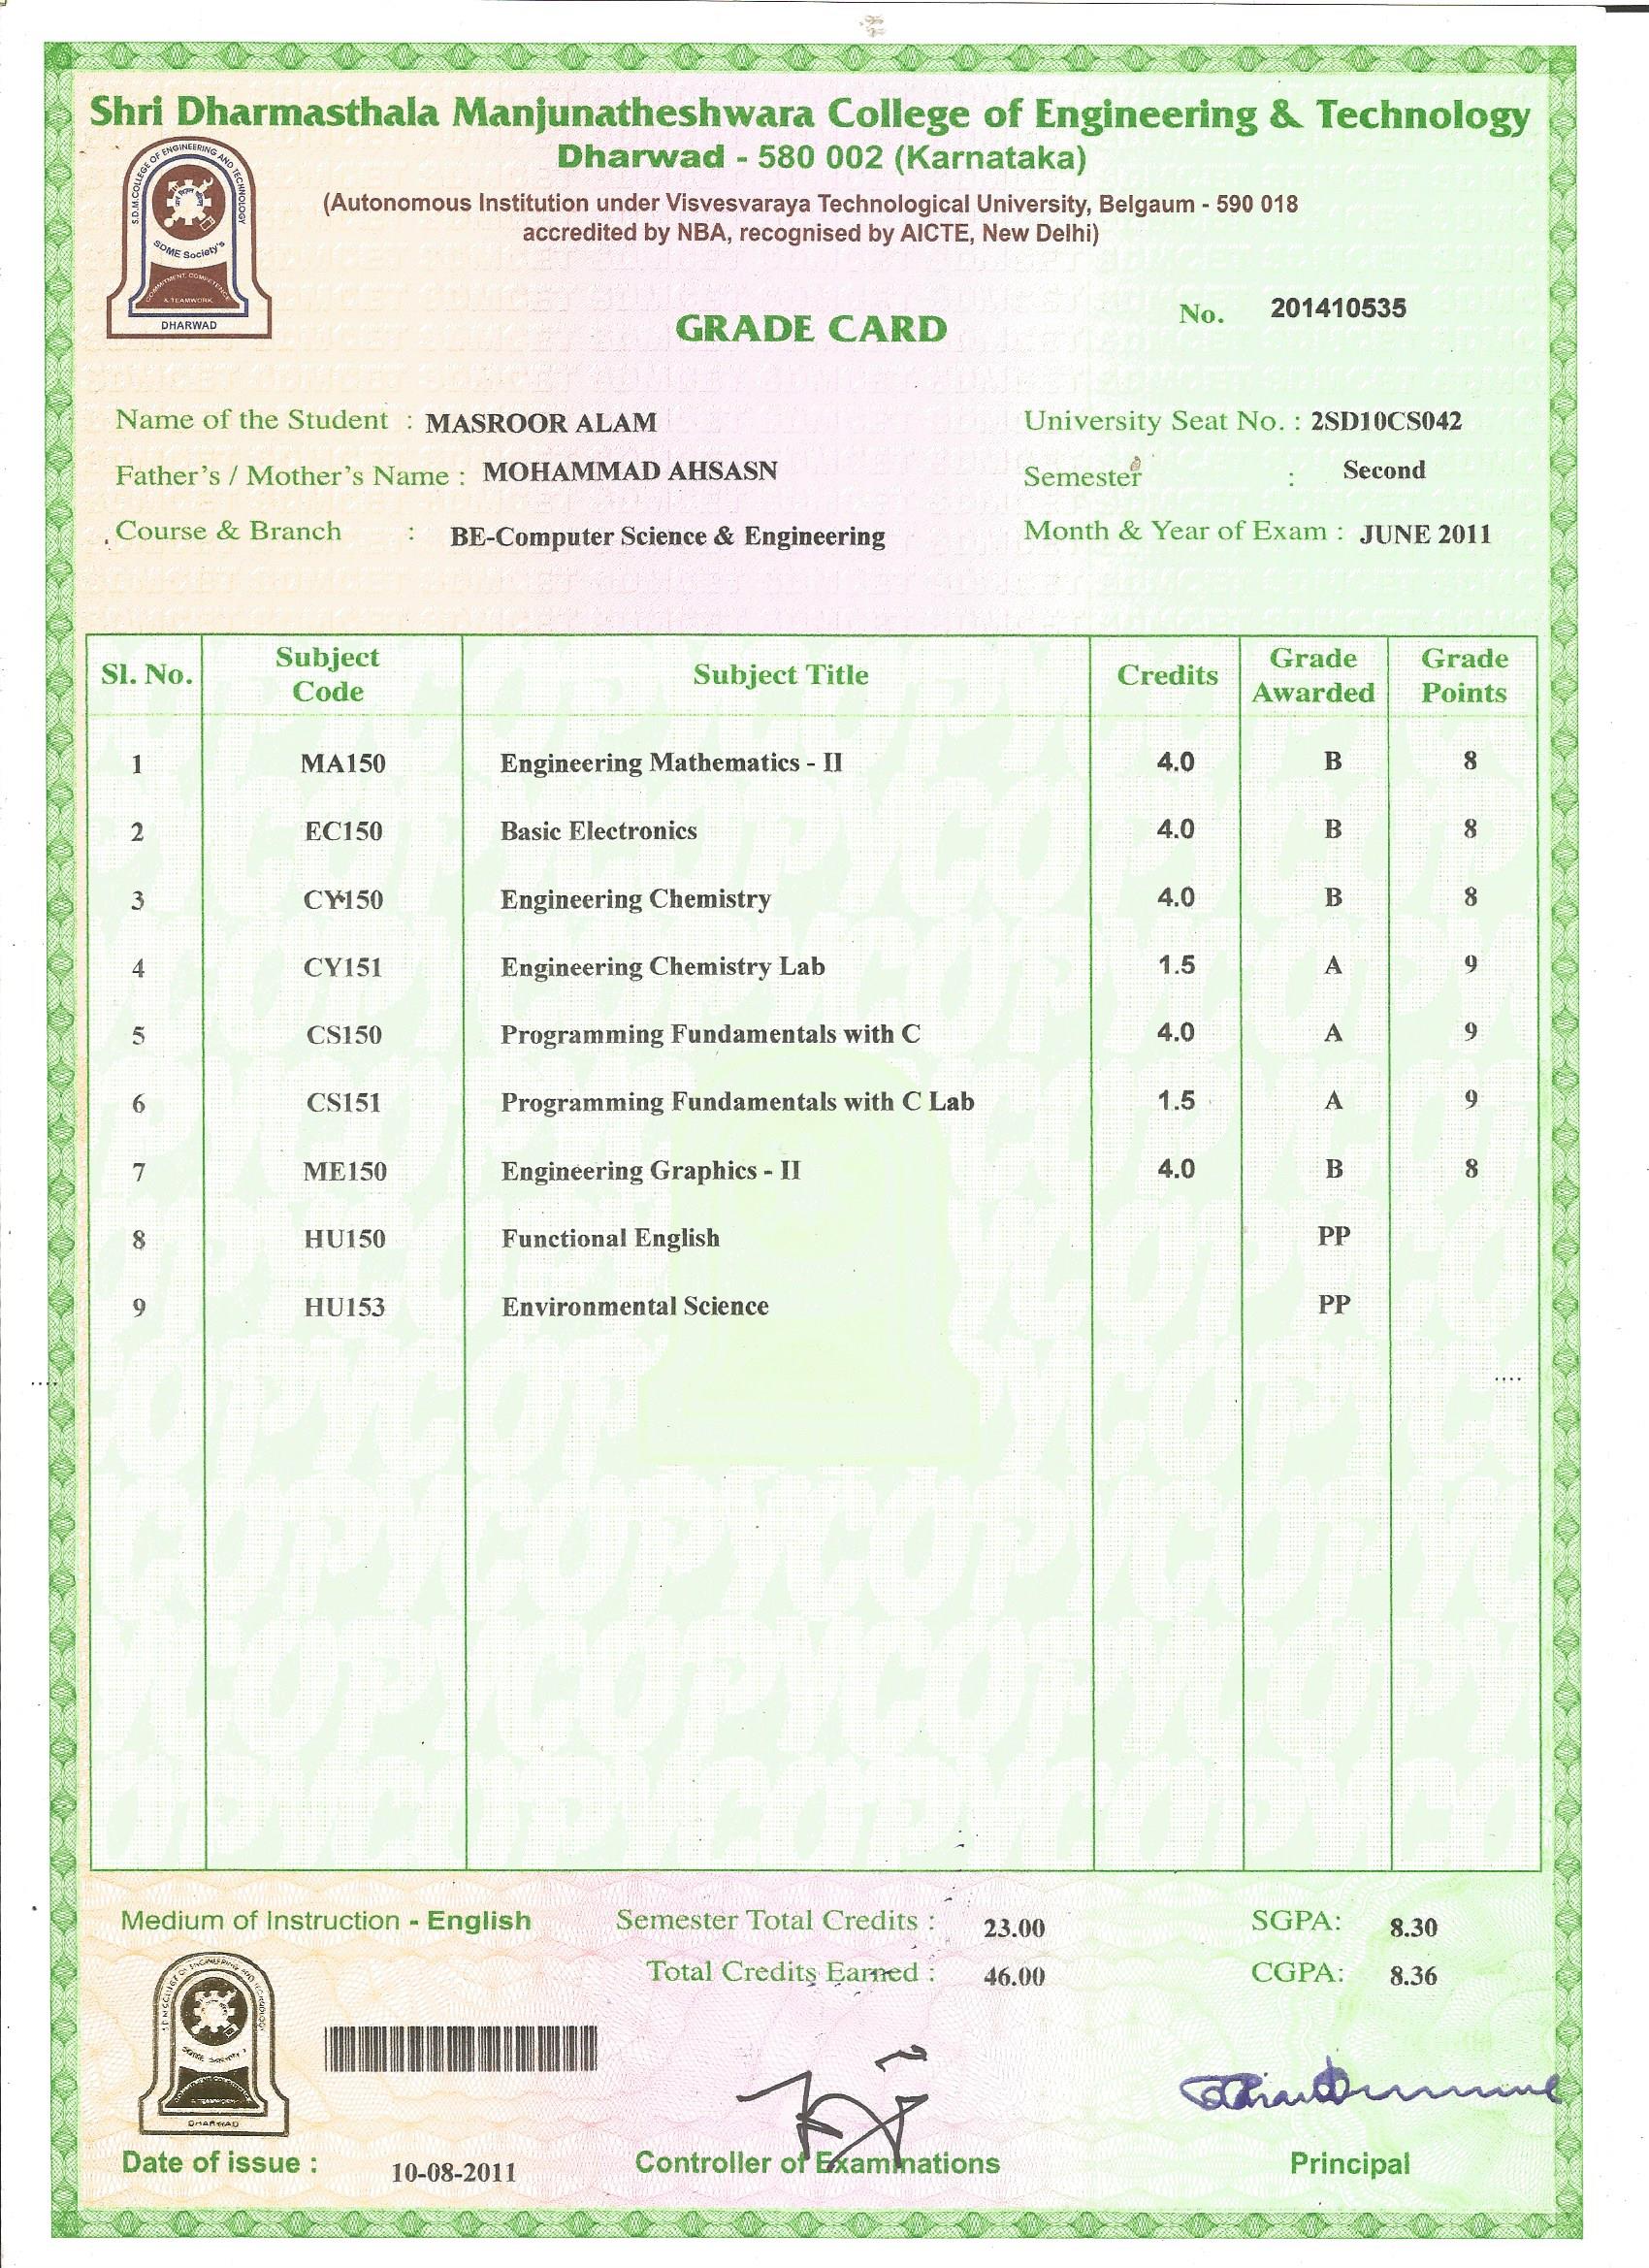 Shri Dharmasthala Manjunatheshwara College of Engineering & Technology
Dharwad - 580 002 (Karnataka)
(Autonomous Institution under Visvesvaraya Technological University, Belgaum - 590 018
accredited by NBA, recognised by AICTE, New Delhi)
S.D.M.COLLEGE OF ENGINEERING AND TECHNOLOGY
SDME Society's
COMMITMENT, COMPETENCE
& TEAMWORK
DHARWAD
GRADE CARD
No. 201410535
Name of the Student : MASROOR ALAM
University Seat No. : 2SD10CS042
Father's / Mother's Name : MOHAMMAD AHSASN
Semester : Second
Course & Branch : BE-Computer Science & Engineering
Month & Year of Exam : JUNE 2011
Sl. No. Subject Code Subject Title Credits Grade Awarded Grade Points
1 MA150 Engineering Mathematics - II 4.0 B 8
2 EC150 Basic Electronics 4.0 B 8
3 CY150 Engineering Chemistry 4.0 B 8
4 CY151 Engineering Chemistry Lab 1.5 A 9
5 CS150 Programming Fundamentals with C 4.0 A 9
6 CS151 Programming Fundamentals with C Lab 1.5 A 9
7 ME150 Engineering Graphics - II 4.0 B 8
8 HU150 Functional English PP
9 HU153 Environmental Science PP
Medium of Instruction - English Semester Total Credits : 23.00 SGPA: 8.30
Total Credits Earned : 46.00 CGPA: 8.36
DHARWAD
Date of issue : 10-08-2011 Controller of Examinations Principal